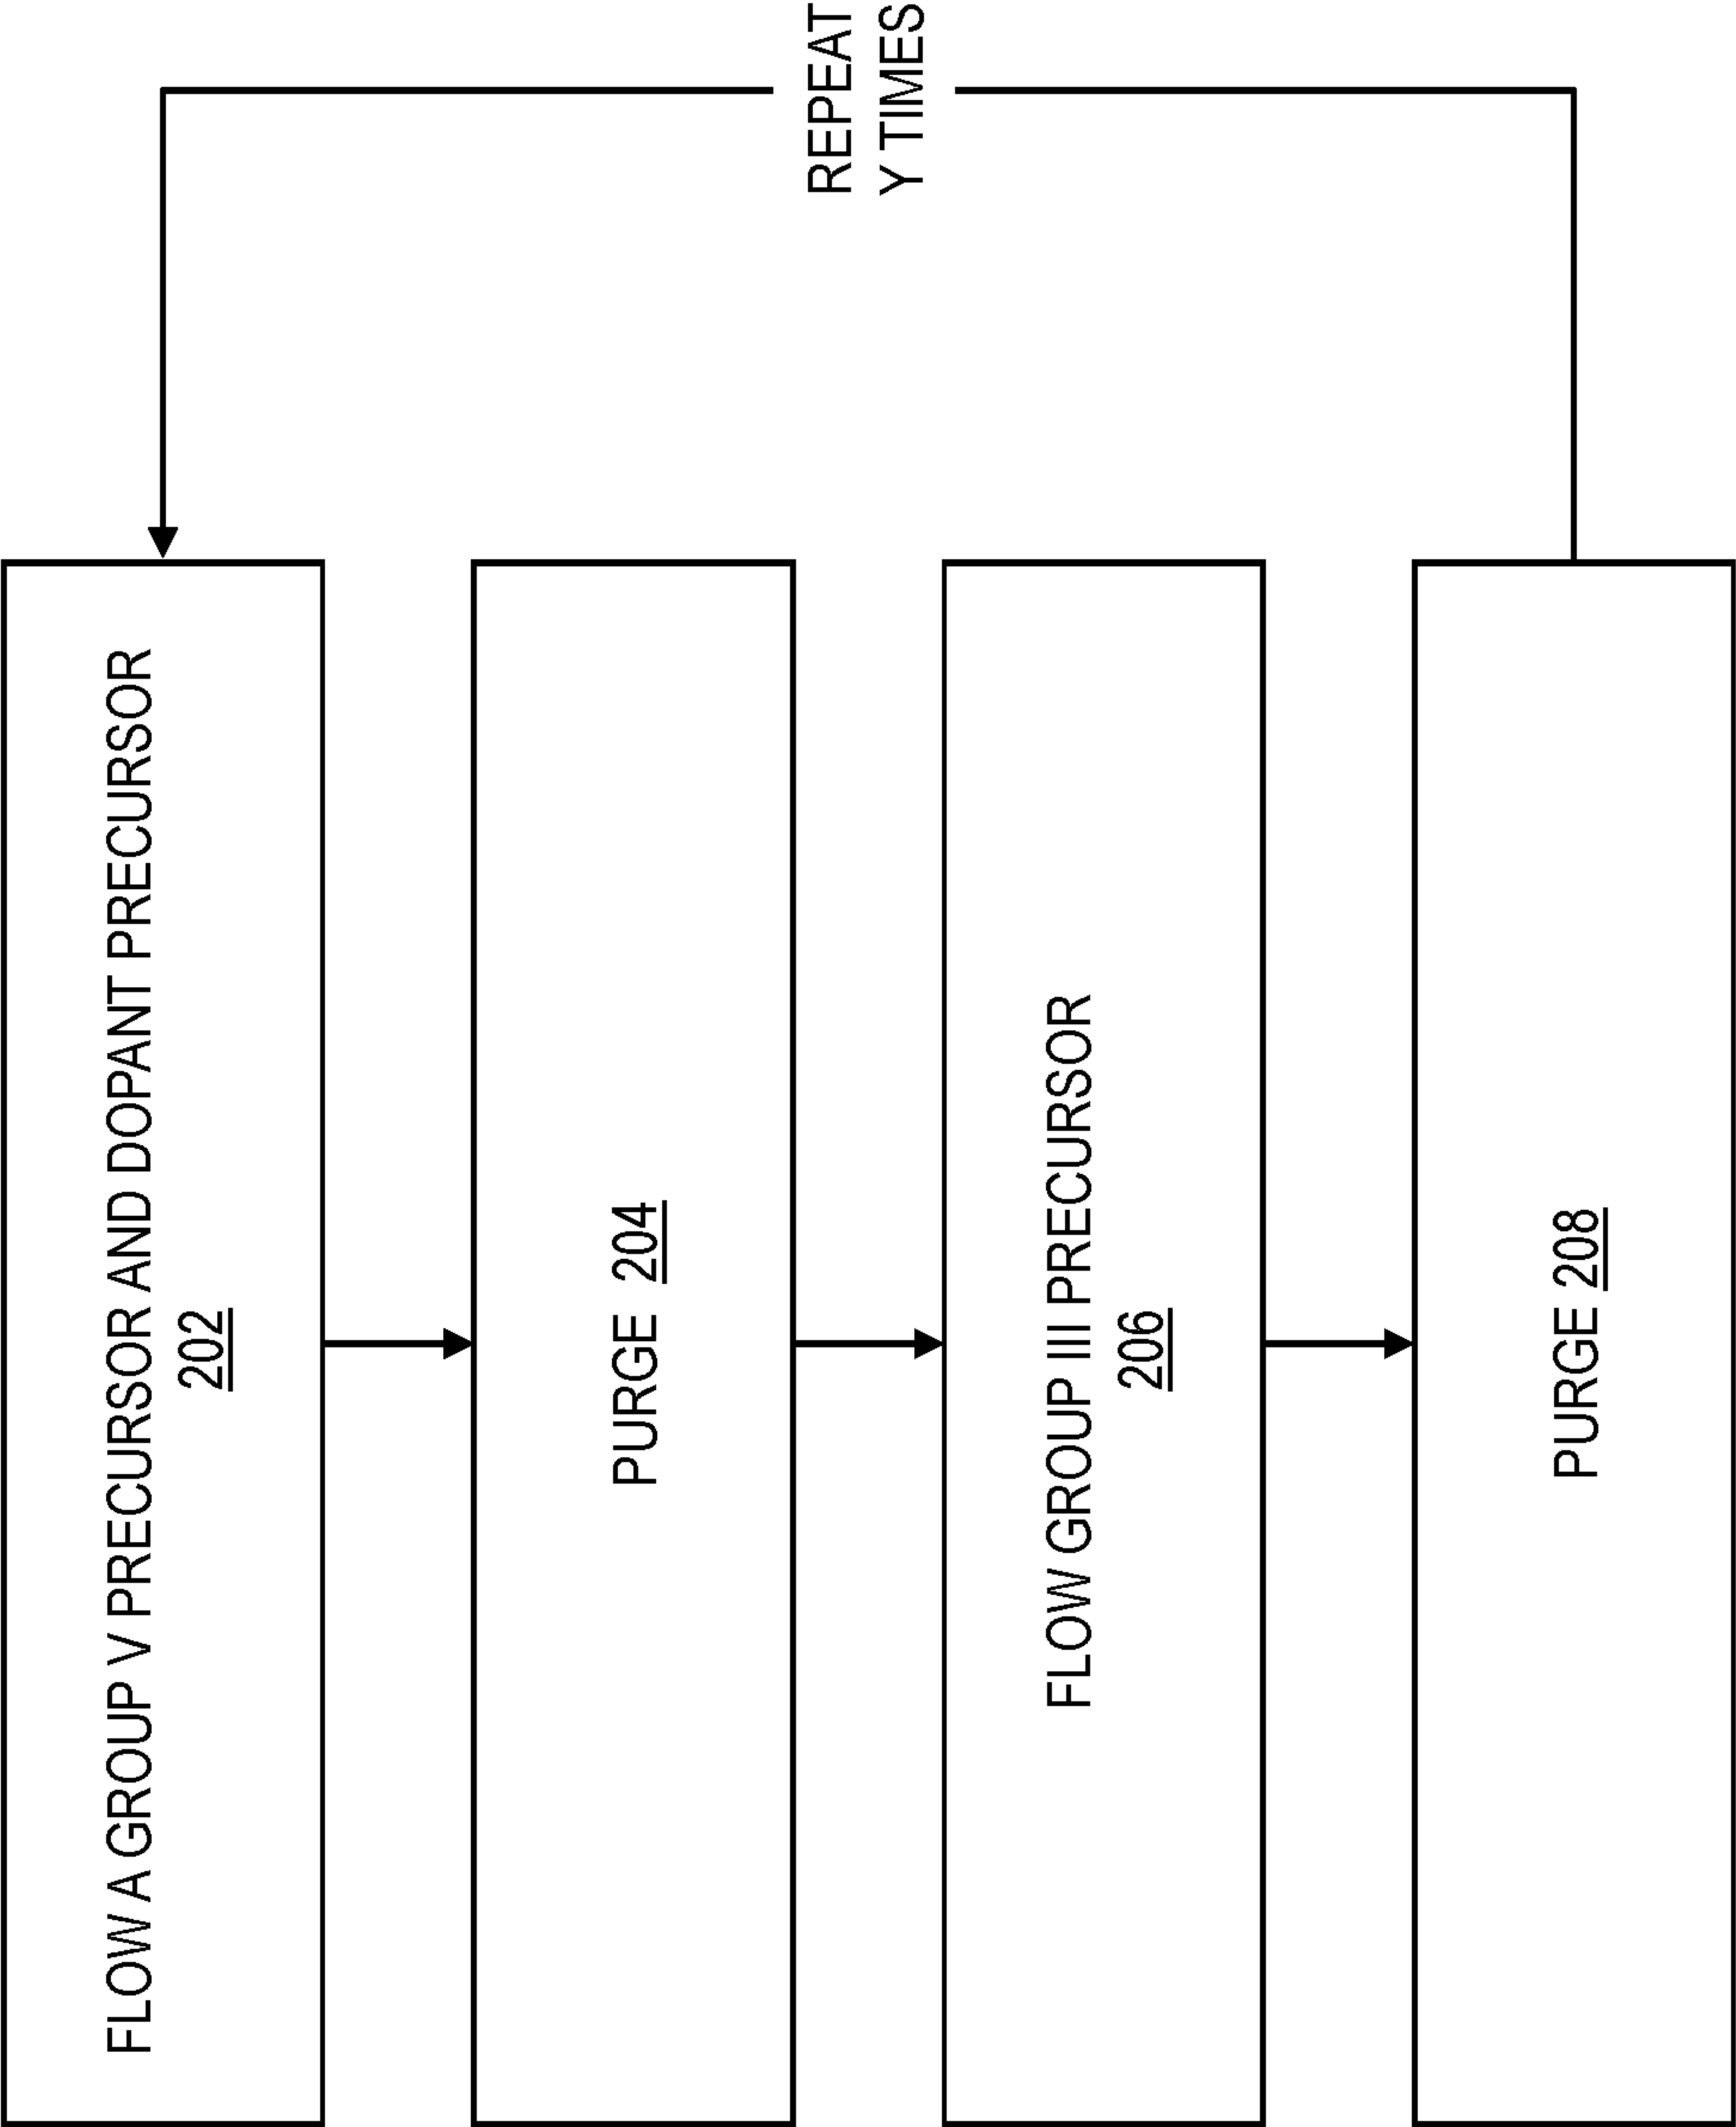 FLOW A GROUP V PRECURSOR AND DOPANT PRECURSOR
202
PURGE 204
FLOW GROUP III PRECURSOR
206
PURGE 208
REPEAT
Y TIMES